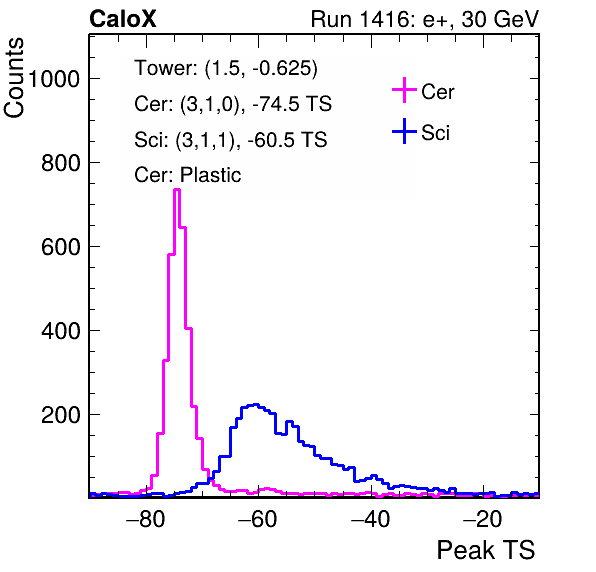 CaloX Run 1416: e+, 30 GeV
Counts
Tower: (1.5, -0.625)
Cer: (3,1,0), -74.5 TS
Sci: (3,1,1), -60.5 TS
Cer: Plastic
Cer
Sci
1000
800
600
400
200
−80 −60 −40 −20
Peak TS